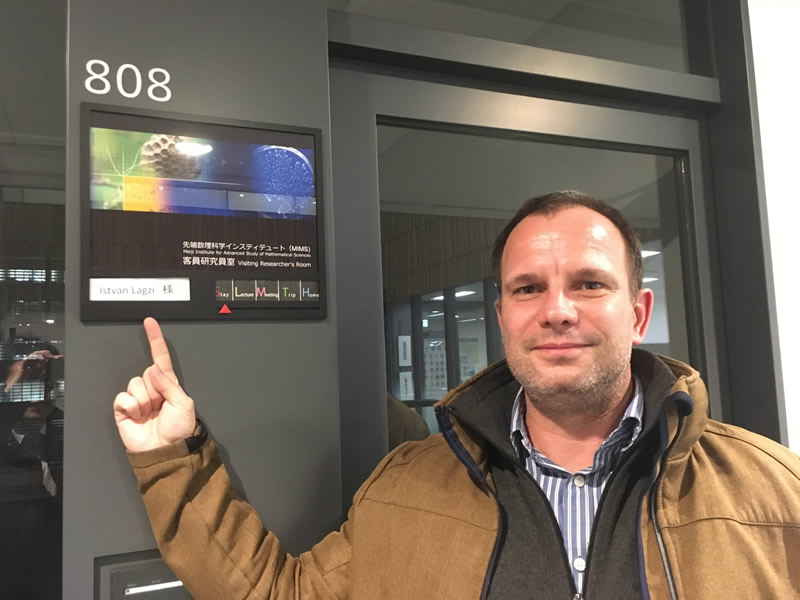 808
先端数理科学インスティテュート（MIMS）
Meiji Institute for Advanced Study of Mathematical Sciences
客員研究員室 Visiting Researcher's Room
Istvan Lagzi 様
Stay Lecture Meeting Trip Home